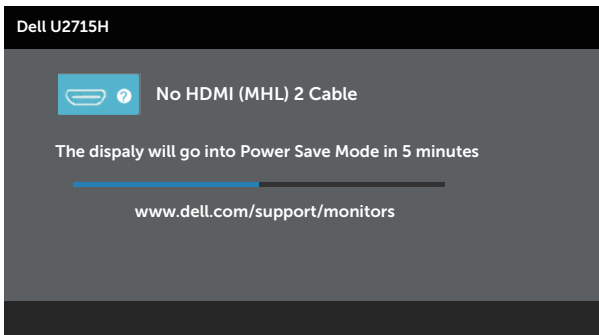 Dell U2715H
No HDMI (MHL) 2 Cable
The dispaly will go into Power Save Mode in 5 minutes
www.dell.com/support/monitors